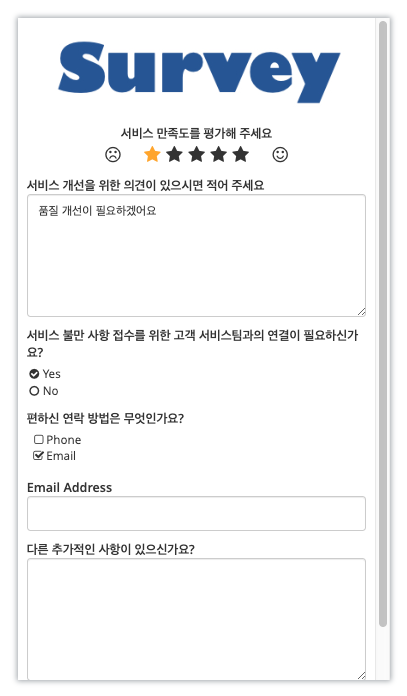 Survey
서비스 만족도를 평가해 주세요
서비스 개선을 위한 의견이 있으시면 적어 주세요
품질 개선이 필요하겠어요
서비스 불만 사항 접수를 위한 고객 서비스팀과의 연결이 필요하신가
요?
Yes
No
편하신 연락 방법은 무엇인가요?
Phone
Email
Email Address
다른 추가적인 사항이 있으신가요?